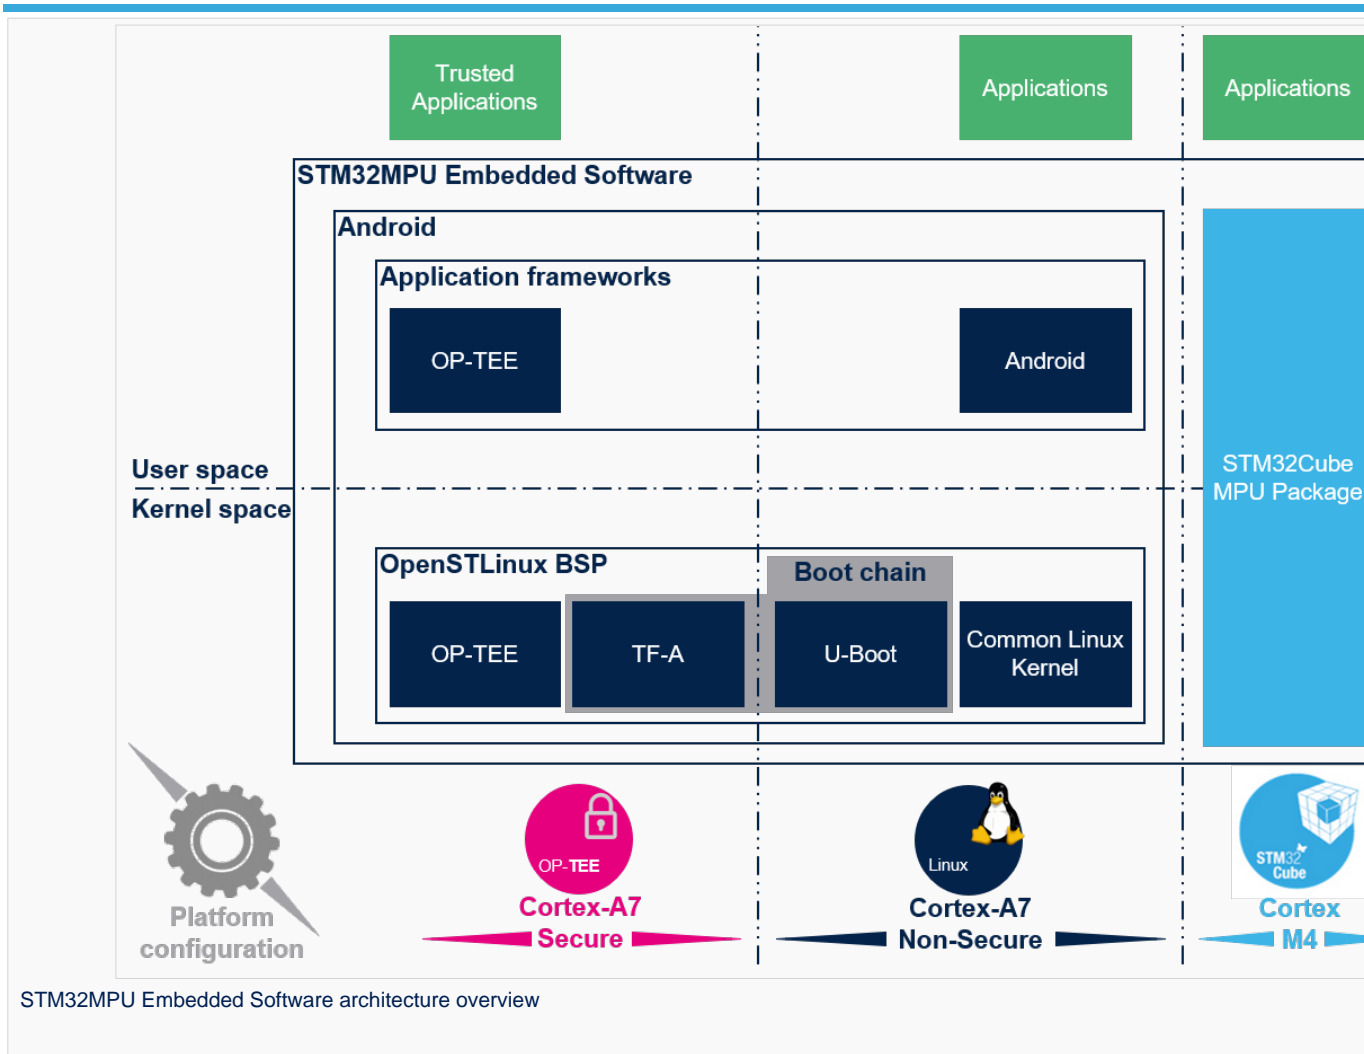 Trusted
Applications
Applications
Applications
STM32MPU Embedded Software
Android
Application frameworks
OP-TEE
Android
User space
Kernel space
STM32Cube
MPU Package
OpenSTLinux BSP
Boot chain
OP-TEE
TF-A
U-Boot
Common Linux
Kernel
OP-TEE
Linux
STM32
Cube
Platform
configuration
Cortex-A7
Secure
Cortex-A7
Non-Secure
Cortex
M4
STM32MPU Embedded Software architecture overview